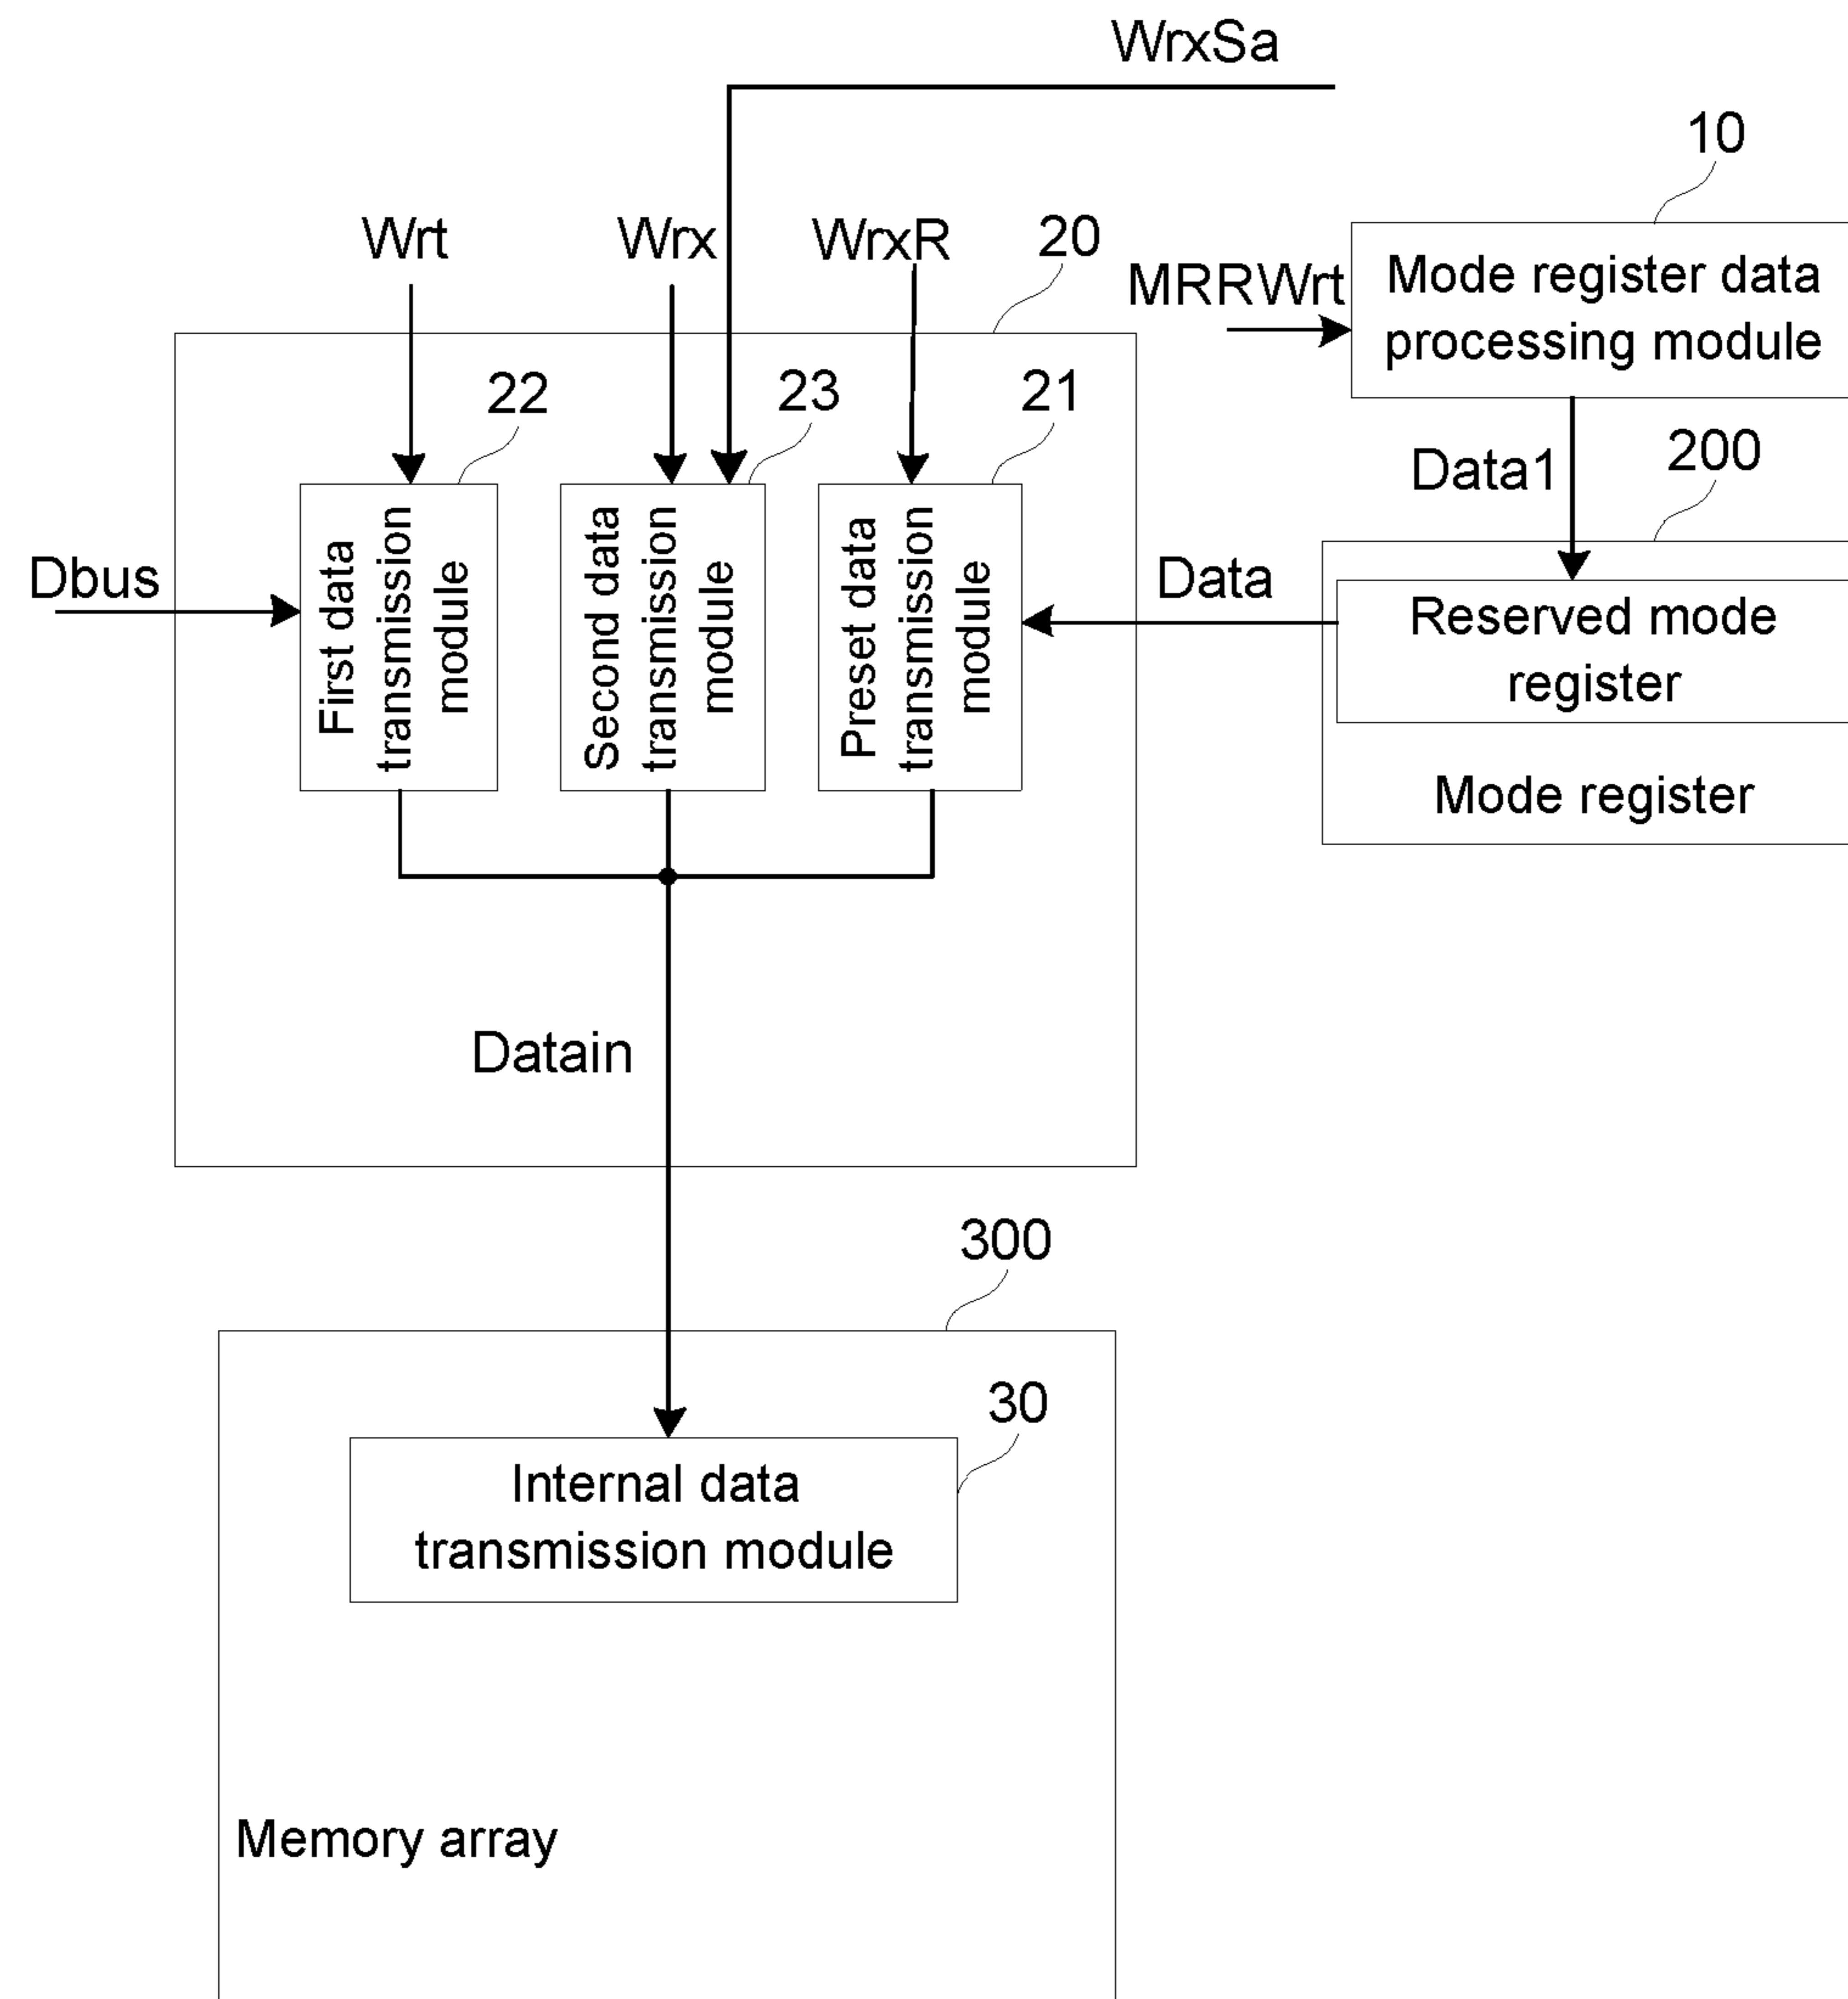 WrxSa
10
Wrt
Wrx
WrxR
20
MRRWrt
Mode register data
processing module
22
23
21
Data1
200
Dbus
First data
transmission
module
Second data
transmission
module
Preset data
transmission
module
Data
Reserved mode
register
Mode register
Datain
300
30
Internal data
transmission module
Memory array